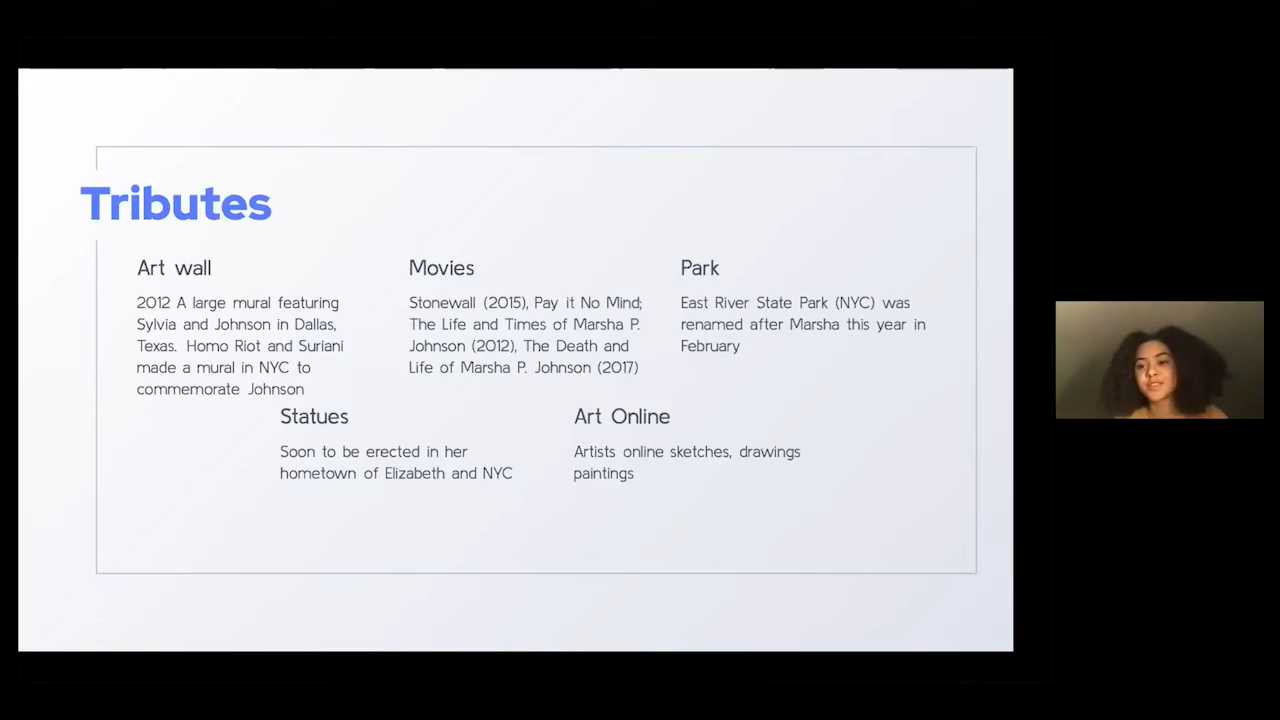 Tributes
Art wall
2012 A large mural featuring
Sylvia and Johnson in Dallas,
Texas. Homo Riot and Suriani
made a mural in NYC to
commemorate Johnson
Movies
Stonewall (2015), Pay it No Mind;
The Life and Times of Marsha P.
Johnson (2012), The Death and
Life of Marsha P. Johnson (2017)
Park
East River State Park (NYC) was
renamed after Marsha this year in
February
Statues
Soon to be erected in her
hometown of Elizabeth and NYC
Art Online
Artists online sketches, drawings
paintings